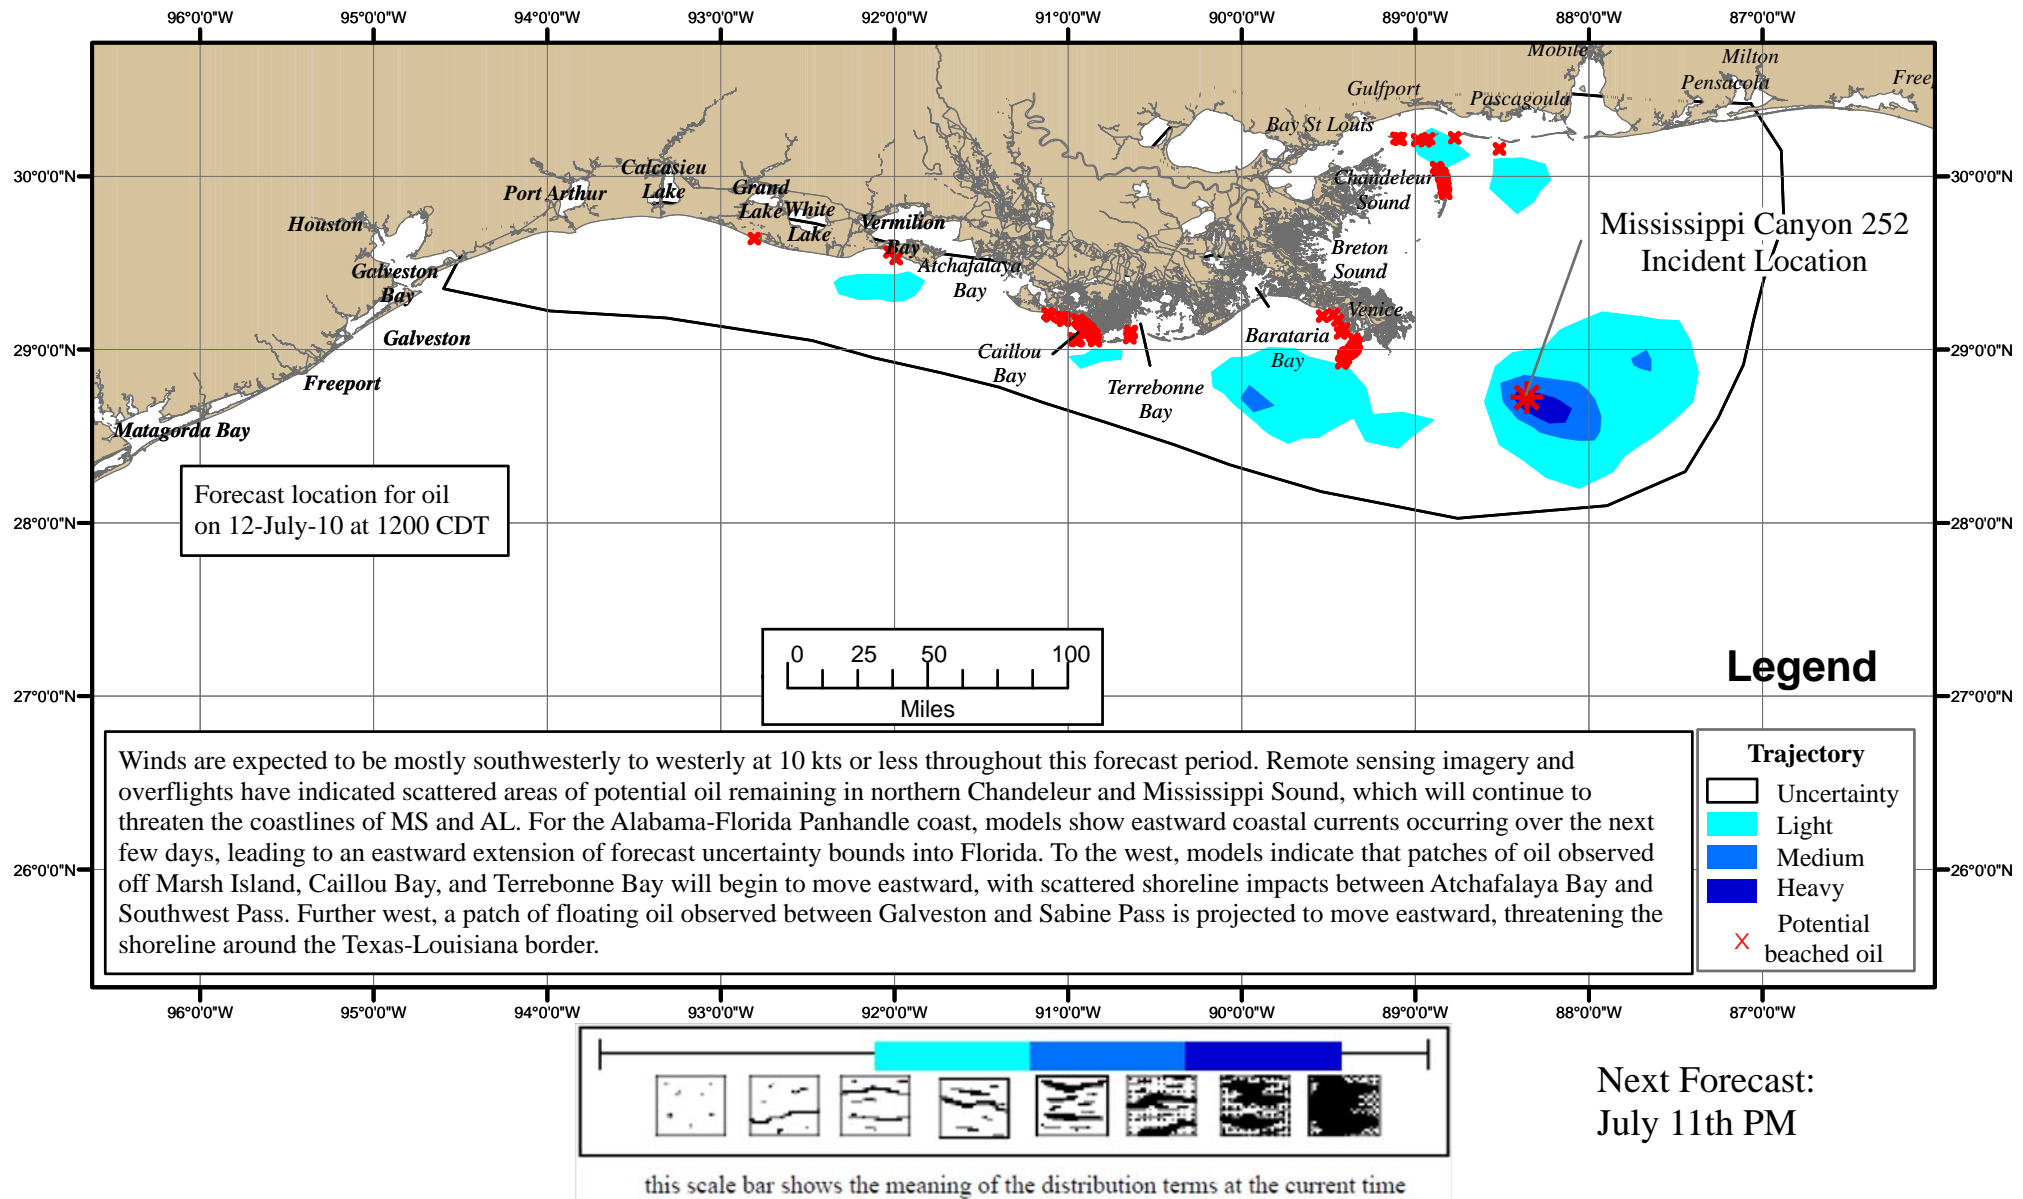 96°0'0"W 95°0'0"W 94°0'0"W 93°0'0"W 92°0'0"W 91°0'0"W 90°0'0"W 89°0'0"W 88°0'0"W 87°0'0"W
Mobile
Milton
Gulfport
Pascagoula
Pensacola
Bay St Louis
30°0'0"N
Calcasieu
Lake
Port Arthur
Grand
Lake
White
Lake
Houston
Vermilion
Bay
Chandeleur
Sound
30°0'0"N
Mississippi Canyon 252
Incident Location
Breton
Sound
Galveston
Bay
Atchafalaya
Bay
Venice
Galveston
29°0'0"N
Barataria
Bay
Caillou
Bay
Terrebonne
Bay
29°0'0"N
Freeport
Matagorda Bay
Forecast location for oil
on 12-July-10 at 1200 CDT
28°0'0"N
28°0'0"N
0 25 50 100
Miles
27°0'0"N
27°0'0"N
Legend
Trajectory
Uncertainty
Light
Medium
Heavy
Potential
beached oil
26°0'0"N
26°0'0"N
Winds are expected to be mostly southwesterly to westerly at 10 kts or less throughout this forecast period. Remote sensing imagery and
overflights have indicated scattered areas of potential oil remaining in northern Chandeleur and Mississippi Sound, which will continue to
threaten the coastlines of MS and AL. For the Alabama-Florida Panhandle coast, models show eastward coastal currents occurring over the next
few days, leading to an eastward extension of forecast uncertainty bounds into Florida. To the west, models indicate that patches of oil observed
off Marsh Island, Caillou Bay, and Terrebonne Bay will begin to move eastward, with scattered shoreline impacts between Atchafalaya Bay and
Southwest Pass. Further west, a patch of floating oil observed between Galveston and Sabine Pass is projected to move eastward, threatening the
shoreline around the Texas-Louisiana border.
96°0'0"W 95°0'0"W 94°0'0"W 93°0'0"W 92°0'0"W 91°0'0"W 90°0'0"W 89°0'0"W 88°0'0"W 87°0'0"W
Next Forecast:
July 11th PM
this scale bar shows the meaning of the distribution terms at the current time